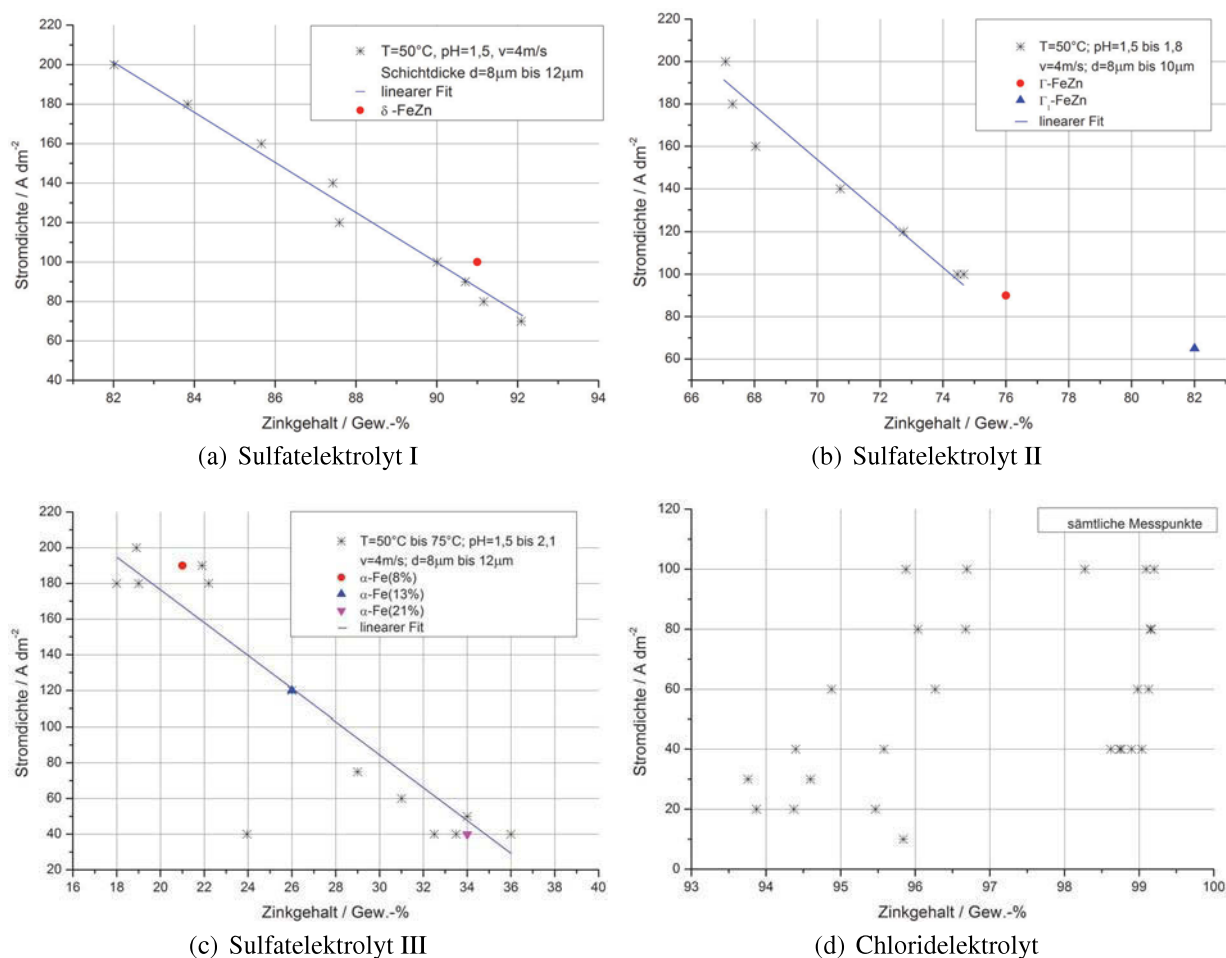 220
200
180
160
140
120
100
80
60
40
Stromdichte / A dm-2
T=50°C, pH=1,5, v=4m/s
Schichtdicke d=8µm bis 12µm
linearer Fit
δ -FeZn
82 84 86 88 90 92 94
Zinkgehalt / Gew.-%
(a) Sulfatelektrolyt I
220
200
180
160
140
120
100
80
60
Stromdichte / A dm-2
T=50°C; pH=1,5 bis 1,8
v=4m/s; d=8µm bis 10µm
Γ-FeZn
Γ1-FeZn
linearer Fit
66 68 70 72 74 76 78 80 82
Zinkgehalt / Gew.-%
(b) Sulfatelektrolyt II
220
200
180
160
140
120
100
80
60
40
20
Stromdichte / A dm-2
T=50°C bis 75°C; pH=1,5 bis 2,1
v=4m/s; d=8µm bis 12µm
α-Fe(8%)
α-Fe(13%)
α-Fe(21%)
linearer Fit
16 18 20 22 24 26 28 30 32 34 36 38 40
Zinkgehalt / Gew.-%
(c) Sulfatelektrolyt III
120
100
80
60
40
20
0
Stromdichte / A dm-2
sämtliche Messpunkte
93 94 95 96 97 98 99 100
Zinkgehalt / Gew.-%
(d) Chloridelektrolyt